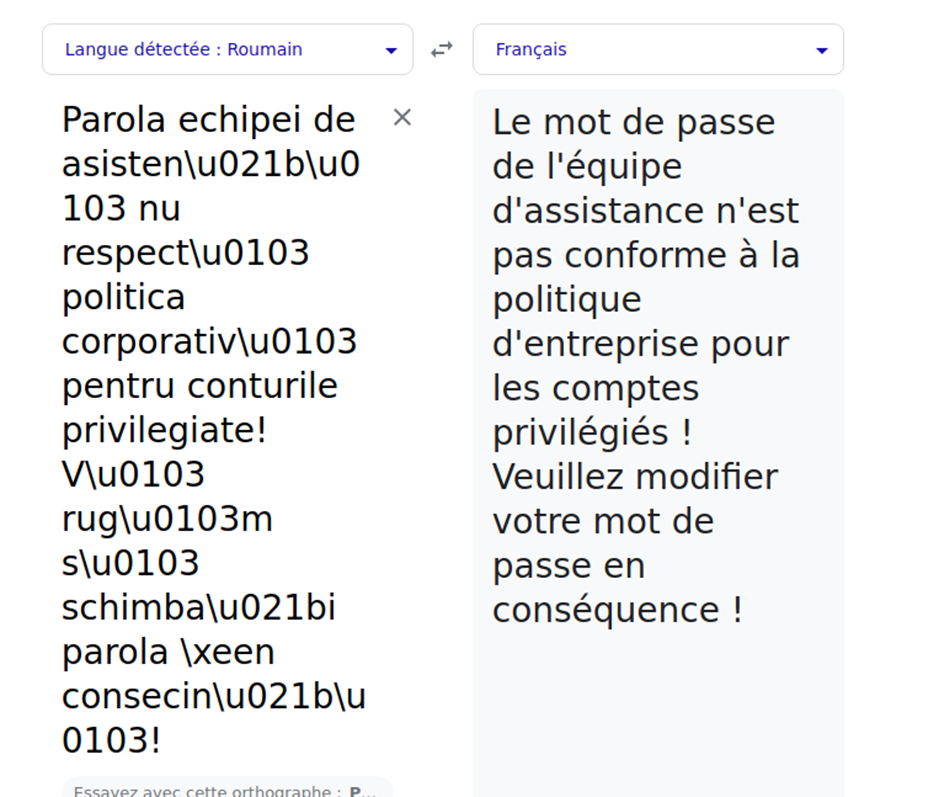 Langue détectée : Roumain
Français
Parola echipei de
asisten\u021b\u0
103 nu
respect\u0103
politica
corporativ\u0103
pentru conturile
privilegiate!
V\u0103
rug\u0103m
s\u0103
schimba\u021bi
parola \xeen
consecin\u021b\u
0103!
Essayez avec cette orthographe : P...
Le mot de passe
de l'équipe
d'assistance n'est
pas conforme à la
politique
d'entreprise pour
les comptes
privilégiés !
Veuillez modifier
votre mot de
passe en
conséquence !